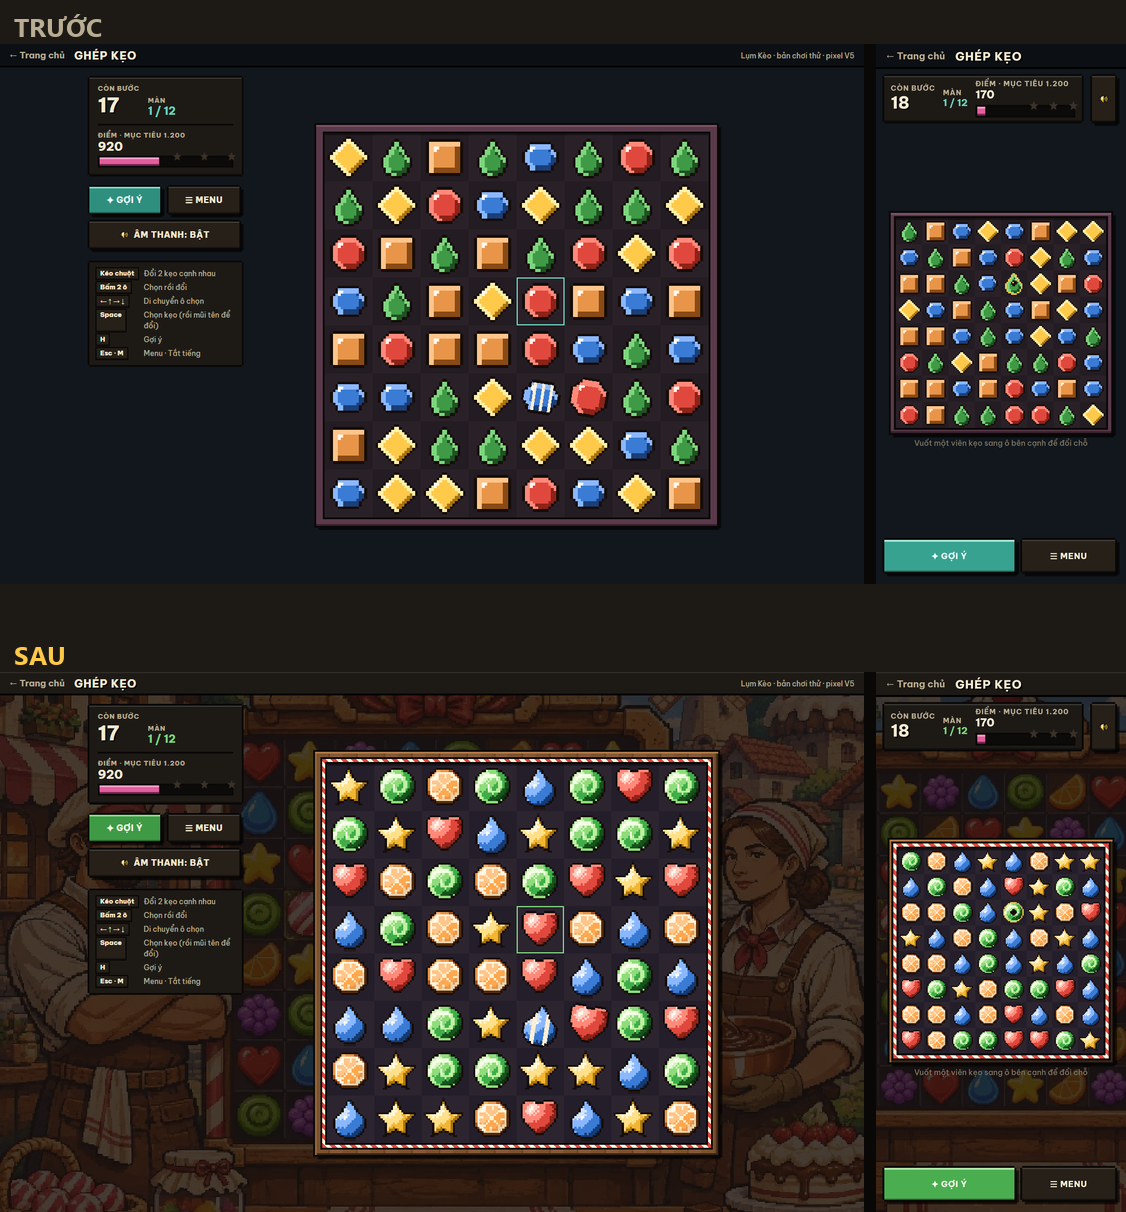 TRƯỚC
← Trang chủ GHÉP KẸO
Lụm Kèo · bản chơi thử · pixel V5
CÒN BƯỚC
17
MÀN
1 / 12
ĐIỂM · MỤC TIÊU 1.200
920
+ GỢI Ý
☰ MENU
ÂM THANH: BẬT
Kéo chuột Đổi 2 kẹo cạnh nhau
Bấm 2 ô Chọn rồi đổi
←↑→↓ Di chuyển ô chọn
Space Chọn kẹo (rồi mũi tên để
đổi)
H Gợi ý
Esc · M Menu · Tắt tiếng
← Trang chủ GHÉP KẸO
CÒN BƯỚC
18
MÀN
1 / 12
ĐIỂM · MỤC TIÊU 1.200
170
Vuốt một viên kẹo sang ô bên cạnh để đổi chỗ
+ GỢI Ý
☰ MENU
SAU
← Trang chủ GHÉP KẸO
Lụm Kèo · bản chơi thử · pixel V5
CÒN BƯỚC
17
MÀN
1 / 12
ĐIỂM · MỤC TIÊU 1.200
920
+ GỢI Ý
☰ MENU
ÂM THANH: BẬT
Kéo chuột Đổi 2 kẹo cạnh nhau
Bấm 2 ô Chọn rồi đổi
←↑→↓ Di chuyển ô chọn
Space Chọn kẹo (rồi mũi tên để
đổi)
H Gợi ý
Esc · M Menu · Tắt tiếng
← Trang chủ GHÉP KẸO
CÒN BƯỚC
18
MÀN
1 / 12
ĐIỂM · MỤC TIÊU 1.200
170
Vuốt một viên kẹo sang ô bên cạnh để đổi chỗ
+ GỢI Ý
☰ MENU